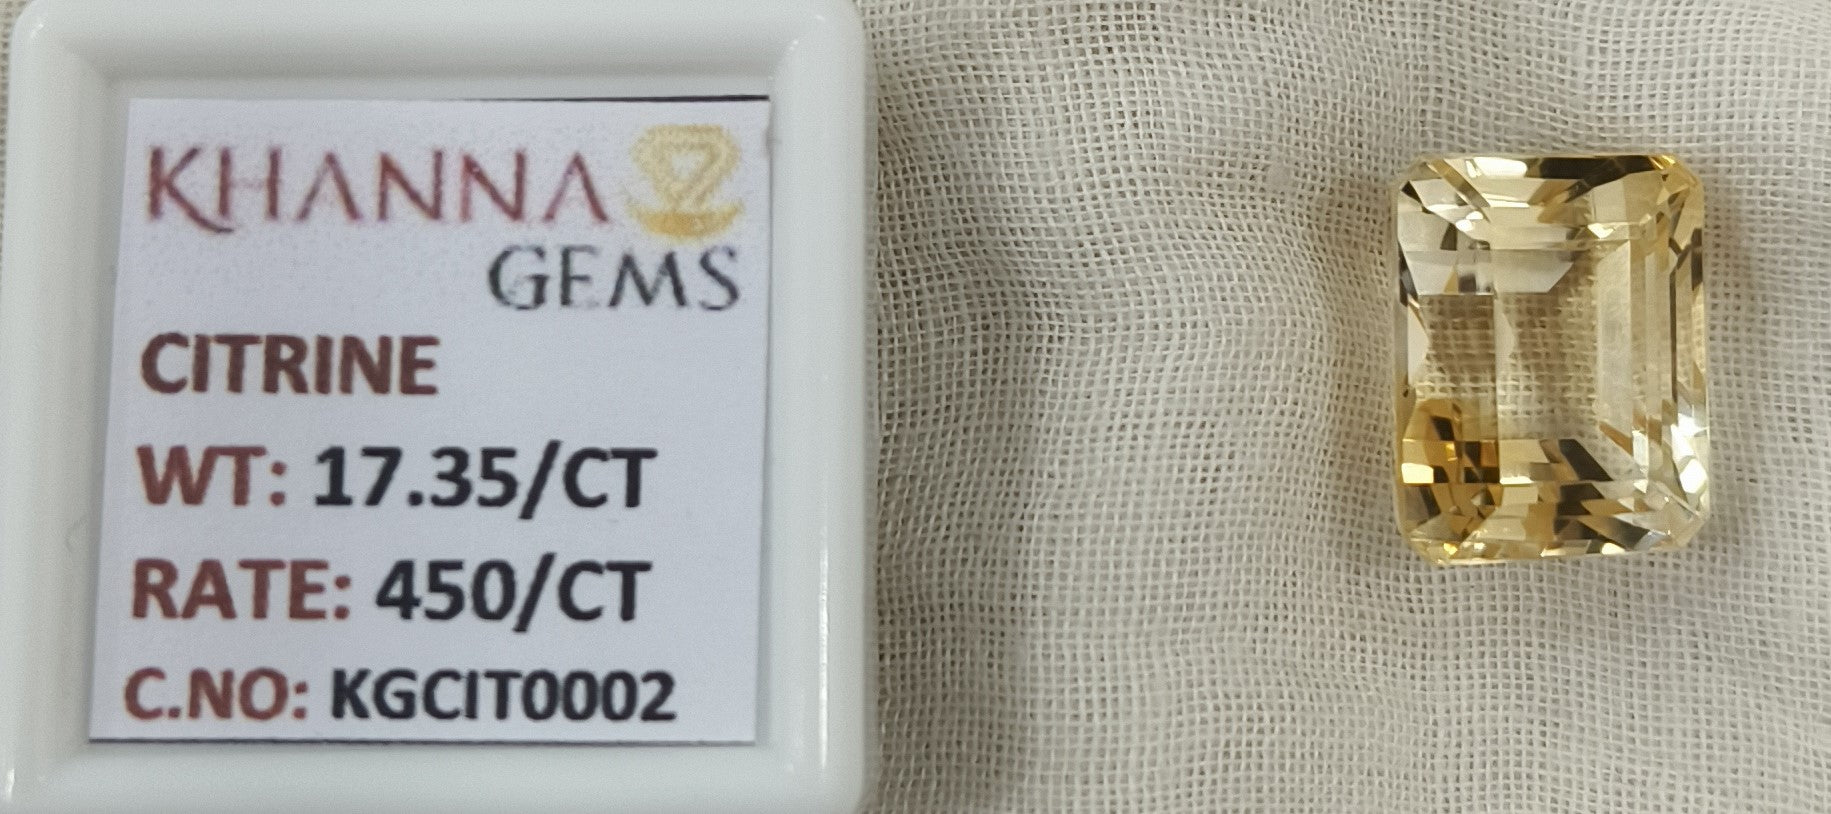 KHANNA
GEMS
CITRINE
WT: 17.35/CT
RATE: 450/CT
C.NO: KGCIT0002